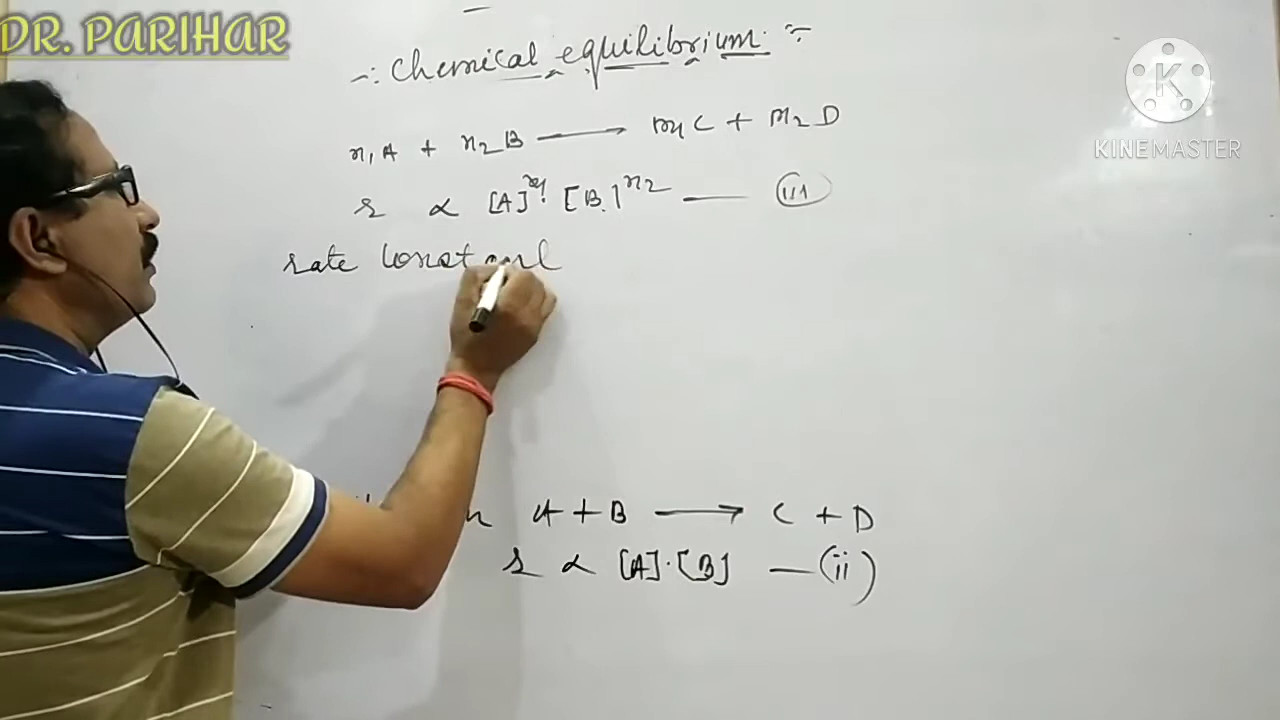 DR. PARIHAR
Chemical equilibrium
KINEMASTER
n₁A + n₂B → m₁C + m₂D
r ∝ [A]ⁿ¹·[B]ⁿ² — (iii)
rate constant
A + B → C + D
r ∝ [A]·[B] — (ii)